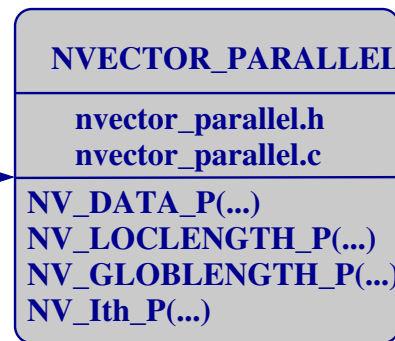 NVECTOR_PARALLEL
nvector_parallel.h
nvector_parallel.c
NV_DATA_P(...)
NV_LOCLENGTH_P(...)
NV_GLOBLENGTH_P(...)
NV_Ith_P(...)